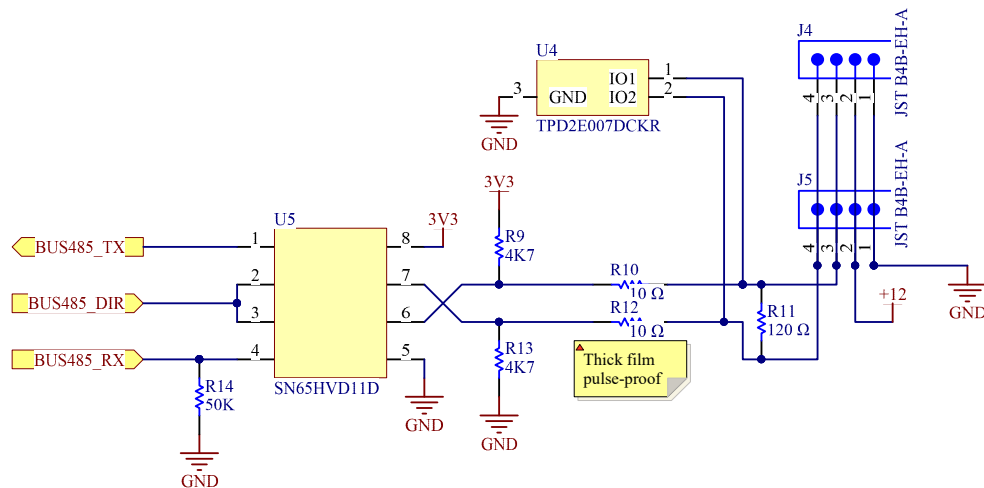 J4
JST B4B-EH-A
4
3
2
1
U4
1
IO1
2
IO2
3
GND
TPD2E007DCKR
GND
J5
JST B4B-EH-A
4
3
2
1
3V3
3V3
U5
R9
4K7
BUS485_TX
1
8
BUS485_DIR
2
7
3
6
BUS485_RX
4
5
SN65HVD11D
R10
10 Ω
R12
10 Ω
R11
120 Ω
+12
GND
R13
4K7
Thick film
pulse-proof
R14
50K
GND
GND
GND